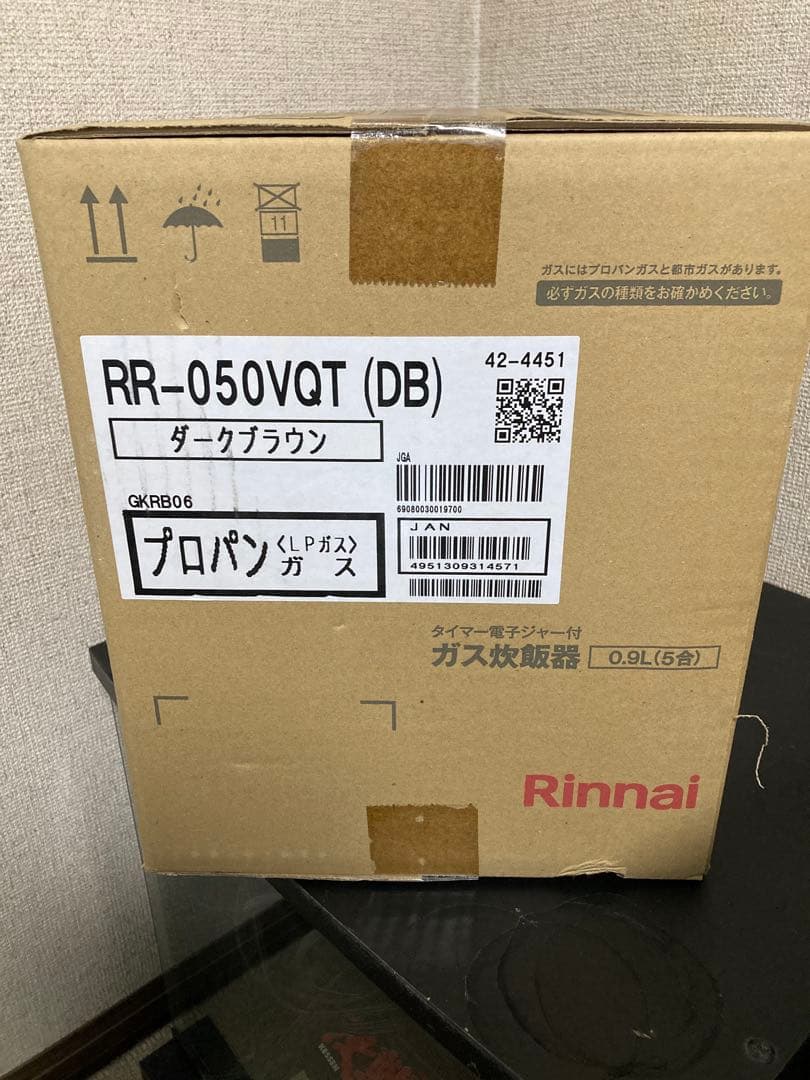 11
ガスにはプロパンガスと都市ガスがあります。
必ずガスの種類をお確かめください。
RR-050VQT (DB)
42-4451
ダークブラウン
JGA
69080030019700
GKRB06
プロパン〈LPガス〉
ガス
JAN
4951309314571
タイマー電子ジャー付
ガス炊飯器 0.9L(5合)
Rinnai